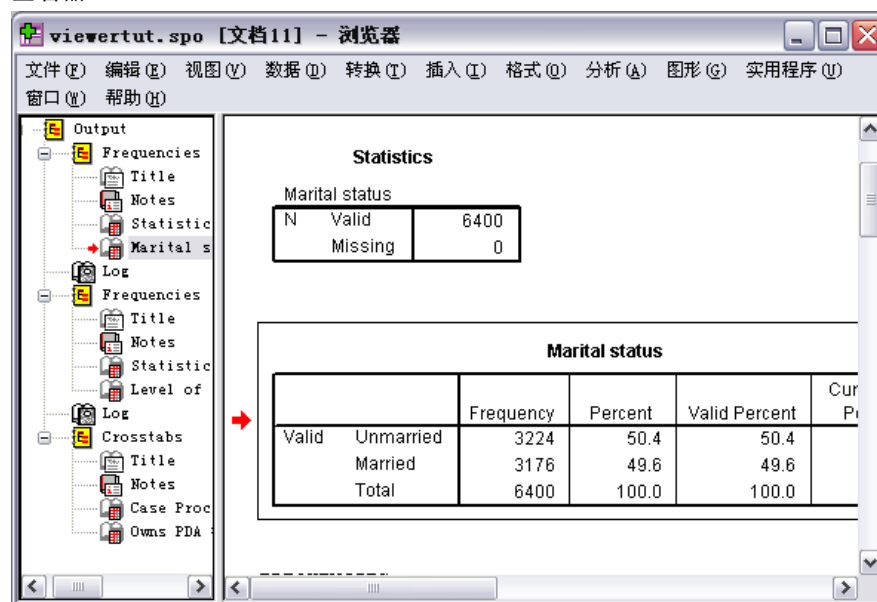 viewertut.spo [文档11] - 浏览器
文件(F) 编辑(E) 视图(V) 数据(D) 转换(T) 插入(I) 格式(O) 分析(A) 图形(G) 实用程序(U)
窗口(W) 帮助(H)
Output
Frequencies
Title
Notes
Statistic
Marital s
Log
Frequencies
Title
Notes
Statistic
Level of
Log
Crosstabs
Title
Notes
Case Proc
Owns PDA
Statistics
Marital status
N Valid 6400
Missing 0
Marital status
Frequency Percent Valid Percent
Valid Unmarried 3224 50.4 50.4
Married 3176 49.6 49.6
Total 6400 100.0 100.0